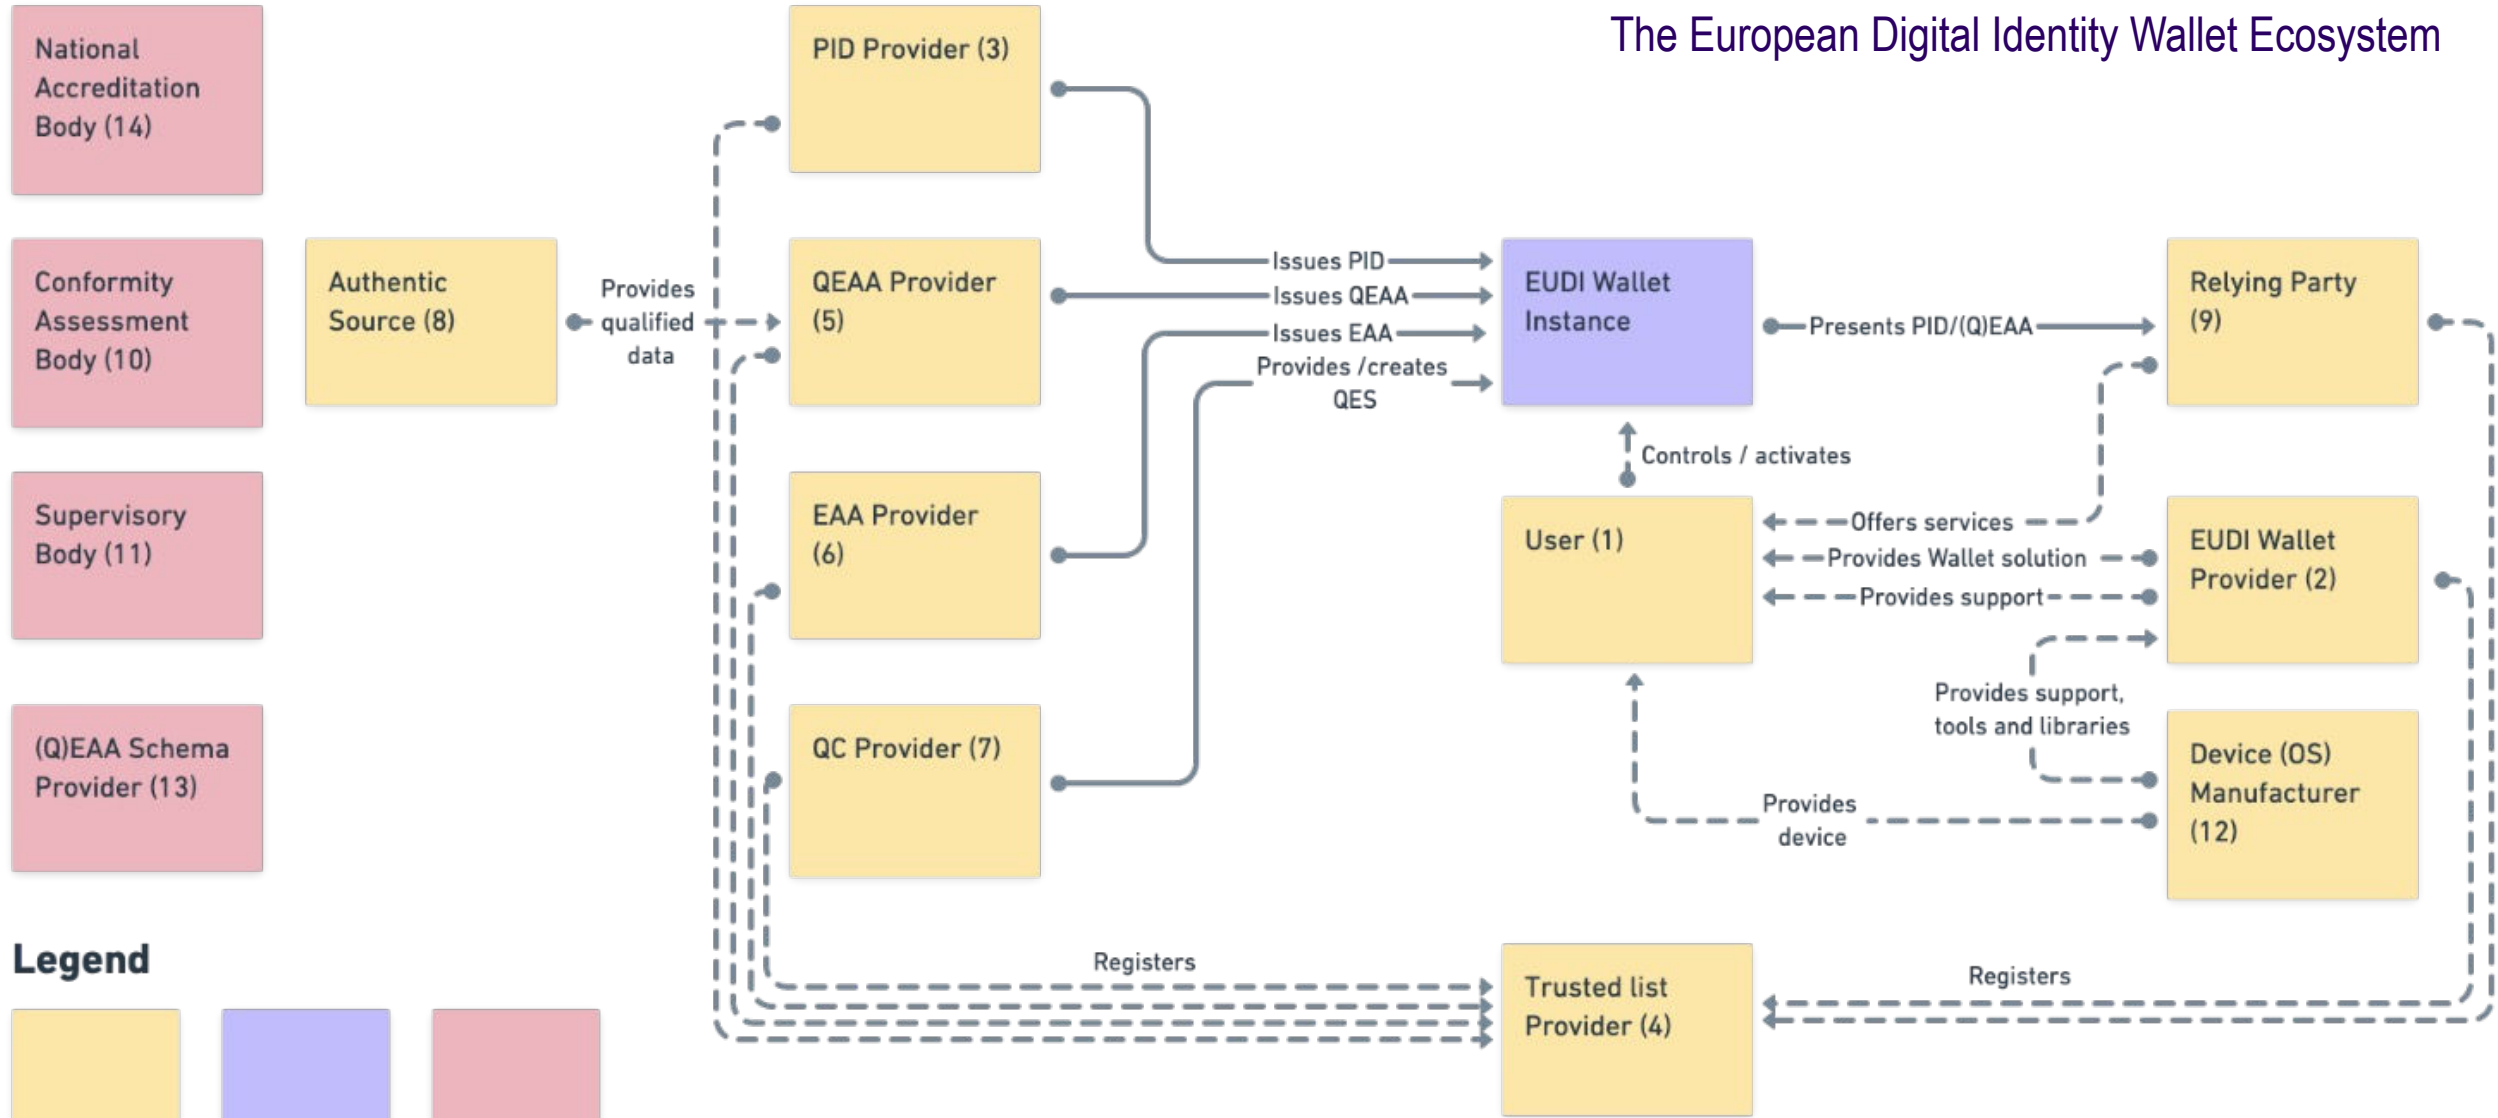 The European Digital Identity Wallet Ecosystem
National
Accreditation
Body (14)
PID Provider (3)
Conformity
Assessment
Body (10)
Authentic
Source (8)
Provides
qualified
data
QEAA Provider
(5)
Issues PID
Issues QEAA
Issues EAA
Provides /creates
QES
EUDI Wallet
Instance
Presents PID/(Q)EAA
Relying Party
(9)
Controls / activates
Supervisory
Body (11)
EAA Provider
(6)
User (1)
Offers services
Provides Wallet solution
Provides support
EUDI Wallet
Provider (2)
Provides support,
tools and libraries
(Q)EAA Schema
Provider (13)
QC Provider (7)
Provides
device
Device (OS)
Manufacturer
(12)
Legend
Registers
Trusted list
Provider (4)
Registers